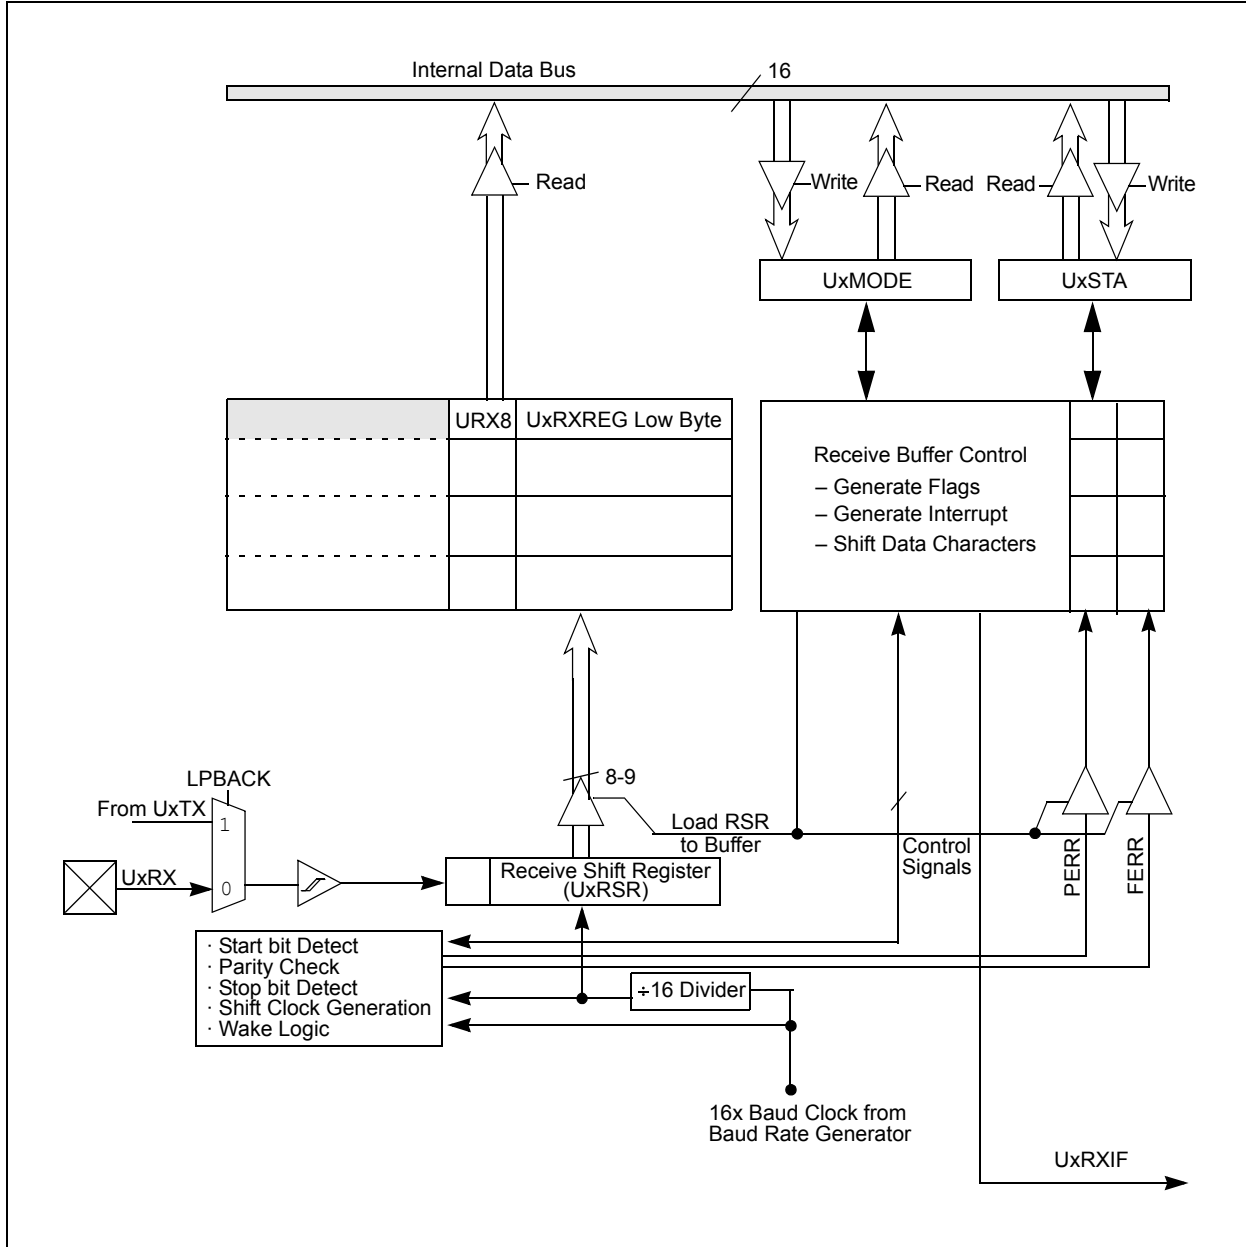 Internal Data Bus
16
Read
Write
Read
Read
Write
UxMODE
UxSTA
URX8
UxRXREG Low Byte
Receive Buffer Control
– Generate Flags
– Generate Interrupt
– Shift Data Characters
LPBACK
From UxTX
1
UxRX
0
8-9
Load RSR
to Buffer
Control
Signals
PERR
FERR
Receive Shift Register
(UxRSR)
· Start bit Detect
· Parity Check
· Stop bit Detect
· Shift Clock Generation
· Wake Logic
÷16 Divider
16x Baud Clock from
Baud Rate Generator
UxRXIF